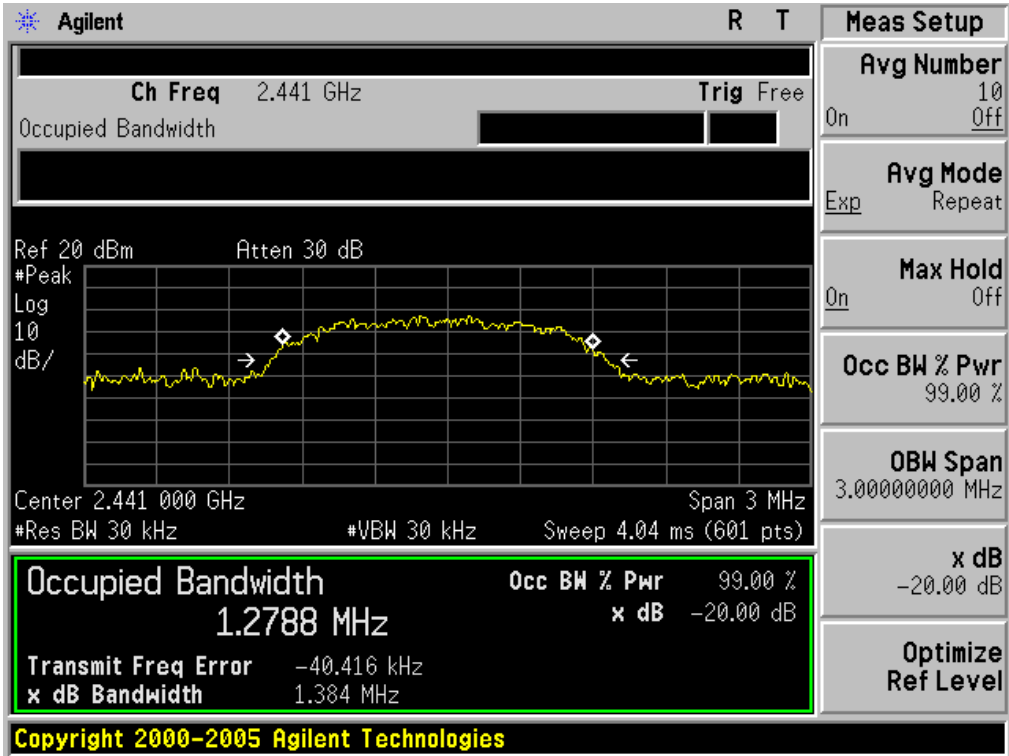 Agilent R T
Ch Freq 2.441 GHz Trig Free
Occupied Bandwidth
Ref 20 dBm Atten 30 dB
#Peak
Log
10
dB/
Center 2.441 000 GHz Span 3 MHz
#Res BW 30 kHz #VBW 30 kHz Sweep 4.04 ms (601 pts)
Occupied Bandwidth Occ BW % Pwr 99.00 %
1.2788 MHz x dB -20.00 dB
Transmit Freq Error -40.416 kHz
x dB Bandwidth 1.384 MHz
Copyright 2000-2005 Agilent Technologies
Meas Setup
Avg Number
10
On Off
Avg Mode
Exp Repeat
Max Hold
On Off
Occ BW % Pwr
99.00 %
OBW Span
3.00000000 MHz
x dB
-20.00 dB
Optimize
Ref Level